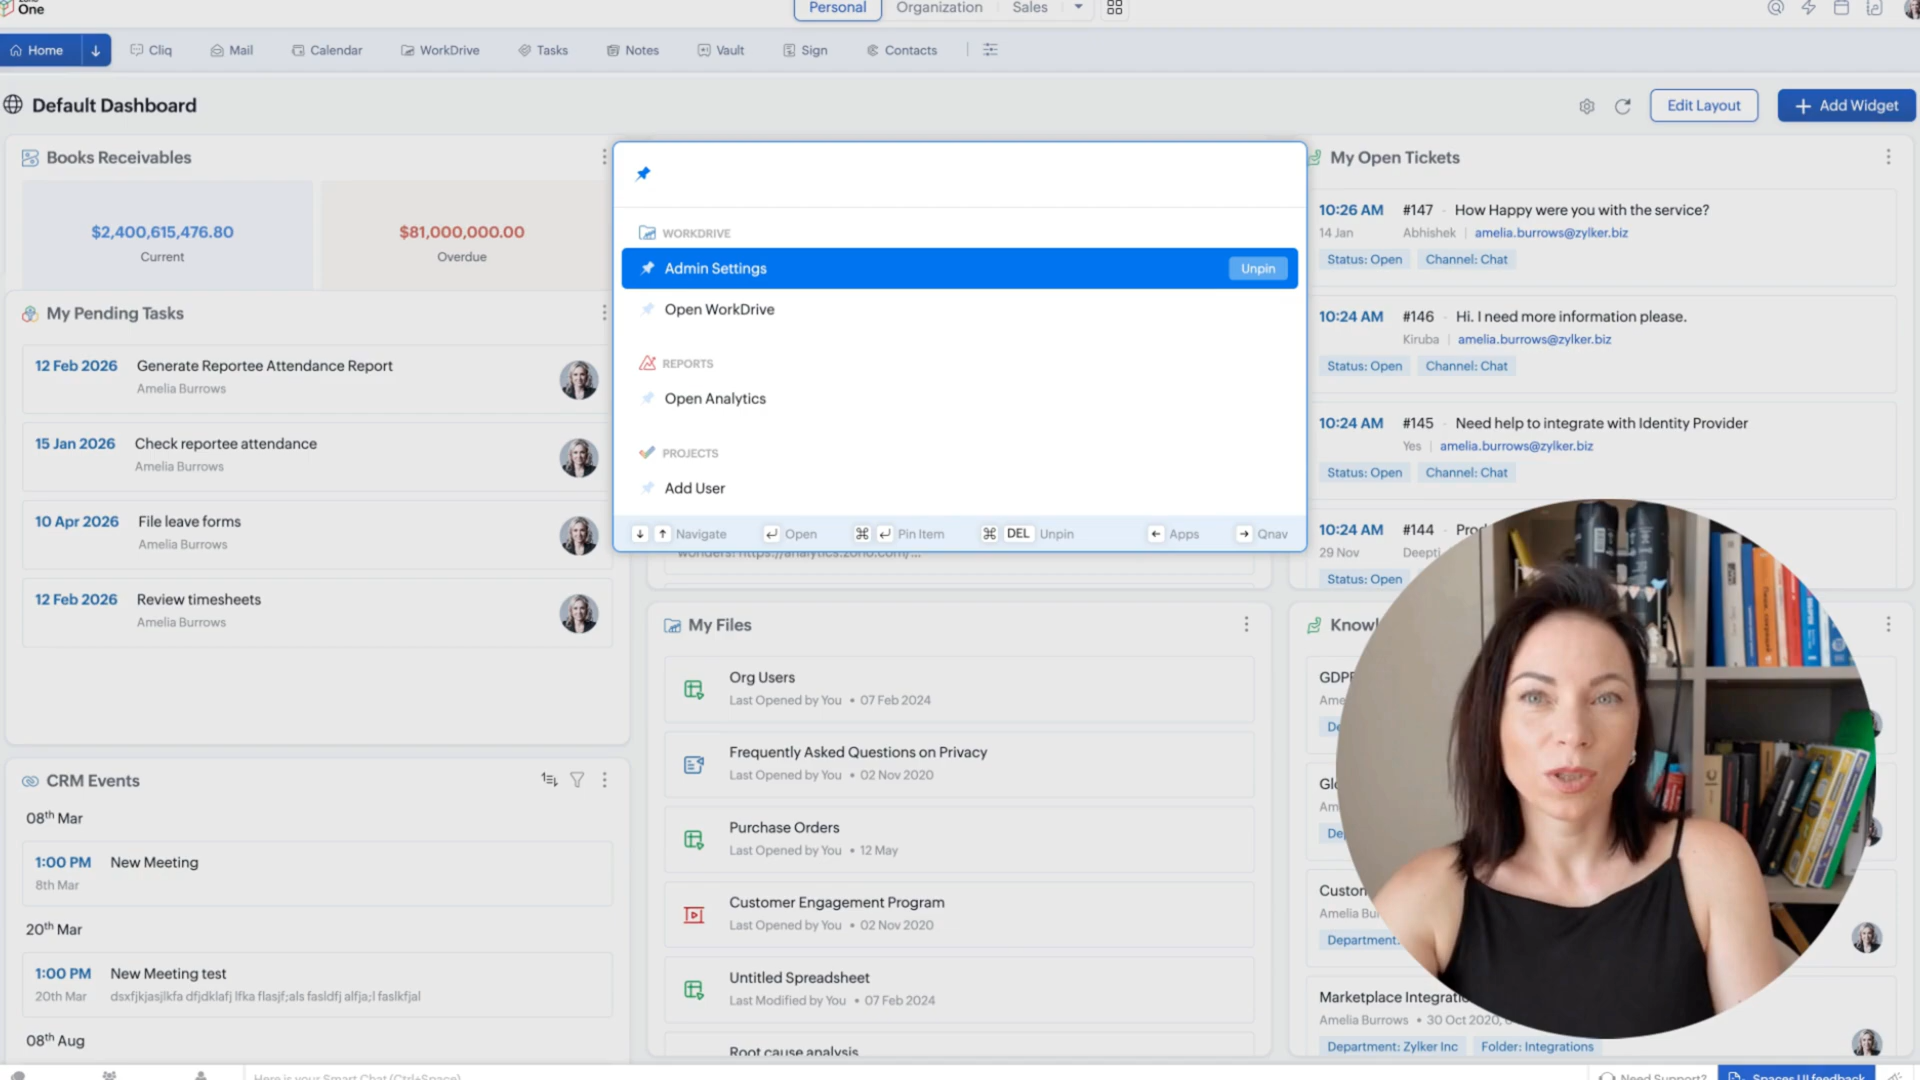 One
Personal
Organization
Sales
Home
Cliq
Mail
Calendar
WorkDrive
Tasks
Notes
Vault
Sign
Contacts
Default Dashboard
Edit Layout
Add Widget
Books Receivables
$2,400,615,476.80
Current
$81,000,000.00
Overdue
My Pending Tasks
12 Feb 2026 Generate Reportee Attendance Report
Amelia Burrows
15 Jan 2026 Check reportee attendance
Amelia Burrows
10 Apr 2026 File leave forms
Amelia Burrows
12 Feb 2026 Review timesheets
Amelia Burrows
CRM Events
08th Mar
1:00 PM New Meeting
8th Mar
20th Mar
1:00 PM New Meeting test
20th Mar dsxfjkjasjlkfa dfjdklafj lfka flasjf;als fasldfj alfja;l faslkfjal
08th Aug
WORKDRIVE
Admin Settings
Unpin
Open WorkDrive
REPORTS
Open Analytics
PROJECTS
Add User
Navigate
Open
Pin Item
DEL Unpin
Apps
Qnav
wonders! https://analytics.zoho.com/...
My Files
Org Users
Last Opened by You • 07 Feb 2024
Frequently Asked Questions on Privacy
Last Opened by You • 02 Nov 2020
Purchase Orders
Last Opened by You • 12 May
Customer Engagement Program
Last Opened by You • 02 Nov 2020
Untitled Spreadsheet
Last Modified by You • 07 Feb 2024
Root cause analysis
My Open Tickets
10:26 AM #147 - How Happy were you with the service?
14 Jan Abhishek | amelia.burrows@zylker.biz
Status: Open Channel: Chat
10:24 AM #146 - Hi. I need more information please.
Kiruba | amelia.burrows@zylker.biz
Status: Open Channel: Chat
10:24 AM #145 - Need help to integrate with Identity Provider
Yes | amelia.burrows@zylker.biz
Status: Open Channel: Chat
10:24 AM #144 -
29 Nov Deepti
Status: Open
GDPR
Amelia Bur
Department:
Marketplace Integratio
Amelia Burrows • 30 Oct 2020,
Department: Zylker Inc Folder: Integrations
Here is your Smart Chat (Ctrl+Space)
Need Support?
Spaces UI feedback